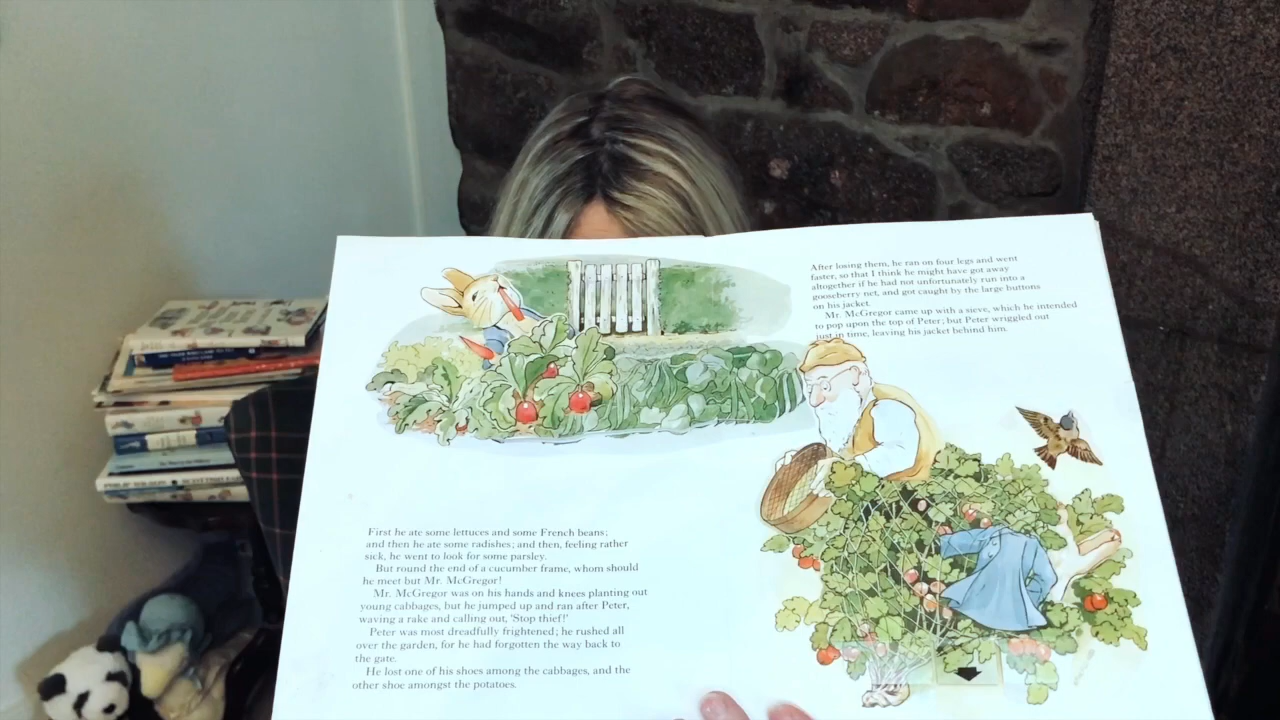 First he ate some lettuces and some French beans;
and then he ate some radishes; and then, feeling rather
sick, he went to look for some parsley.
But round the end of a cucumber frame, whom should
he meet but Mr. McGregor!
Mr. McGregor was on his hands and knees planting out
young cabbages, but he jumped up and ran after Peter,
waving a rake and calling out, 'Stop thief!'
Peter was most dreadfully frightened; he rushed all
over the garden, for he had forgotten the way back to
the gate.
He lost one of his shoes among the cabbages, and the
other shoe amongst the potatoes.
After losing them, he ran on four legs and went
faster, so that I think he might have got away
altogether if he had not unfortunately run into a
gooseberry net, and got caught by the large buttons
on his jacket.
Mr. McGregor came up with a sieve, which he intended
to pop upon the top of Peter; but Peter wriggled out
just in time, leaving his jacket behind him.